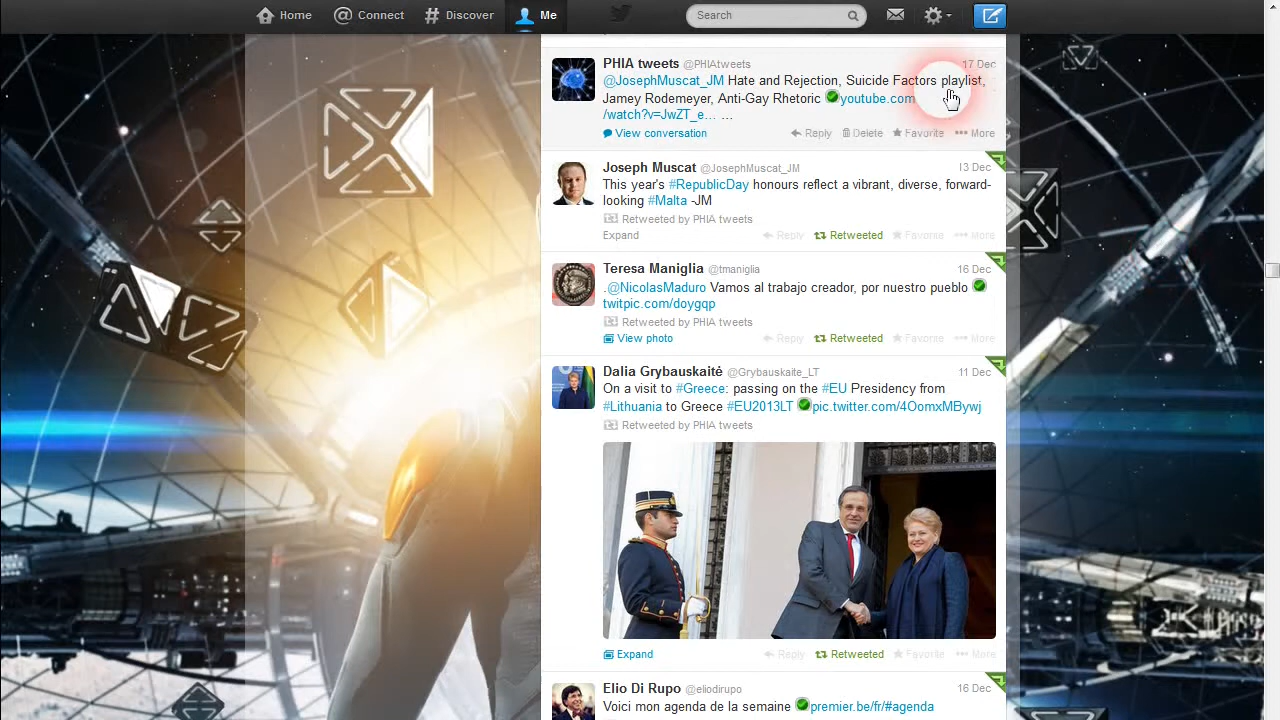 Home
Connect
Discover
Me
Search
PHIA tweets @PHIAtweets 17 Dec
@JosephMuscat_JM Hate and Rejection, Suicide Factors playlist,
Jamey Rodemeyer, Anti-Gay Rhetoric youtube.com
/watch?v=JwZT_e… …
View conversation Reply Delete Favorite More
Joseph Muscat @JosephMuscat_JM 13 Dec
This year's #RepublicDay honours reflect a vibrant, diverse, forward-
looking #Malta -JM
Retweeted by PHIA tweets
Expand Reply Retweeted Favorite More
Teresa Maniglia @tmaniglia 16 Dec
.@NicolasMaduro Vamos al trabajo creador, por nuestro pueblo
twitpic.com/doygqp
Retweeted by PHIA tweets
View photo Reply Retweeted Favorite More
Dalia Grybauskaitė @Grybauskaite_LT 11 Dec
On a visit to #Greece: passing on the #EU Presidency from
#Lithuania to Greece #EU2013LT pic.twitter.com/4OomxMBywj
Retweeted by PHIA tweets
Expand Reply Retweeted Favorite More
Elio Di Rupo @eliodirupo 16 Dec
Voici mon agenda de la semaine premier.be/fr/#agenda